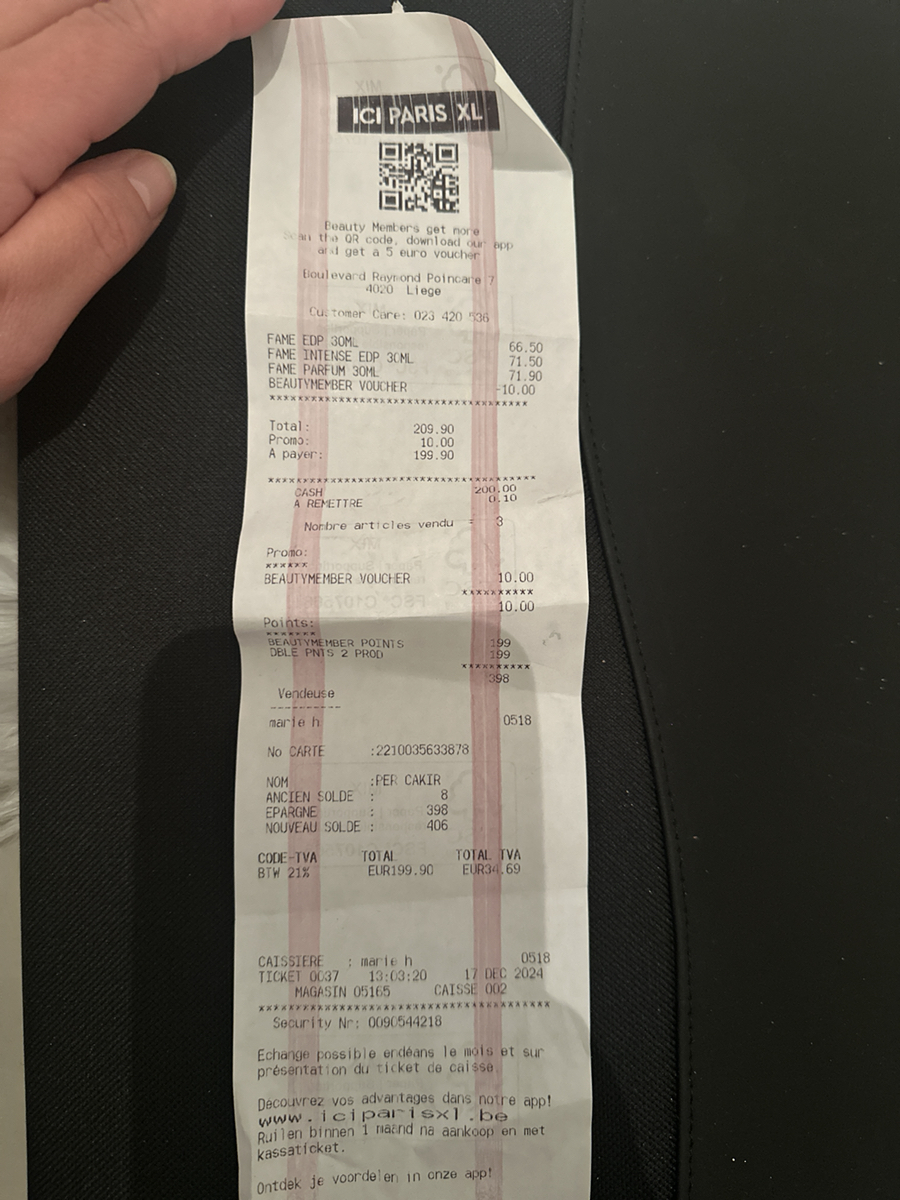 ICI PARIS XL
Beauty Members get more
Scan the QR code, download our app
and get a 5 euro voucher
Boulevard Raymond Poincare 7
4020 Liege
Customer Care: 023 420 536
FAME EDP 30ML 66.50
FAME INTENSE EDP 30ML 71.50
FAME PARFUM 30ML 71.90
BEAUTYMEMBER VOUCHER -10.00
****************************************
Total: 209.90
Promo: 10.00
A payer: 199.90
****************************************
CASH 200.00
A REMETTRE 0.10
Nombre articles vendu = 3
Promo:
******
BEAUTYMEMBER VOUCHER 10.00
**********
10.00
Points:
*******
BEAUTYMEMBER POINTS 199
DBLE PNTS 2 PROD 199
**********
398
Vendeuse
----------
marie h 0518
No CARTE :2210035633878
NOM :PER CAKIR
ANCIEN SOLDE : 8
EPARGNE : 398
NOUVEAU SOLDE : 406
CODE-TVA TOTAL TOTAL TVA
BTW 21% EUR199.90 EUR34.69
CAISSIERE : marie h 0518
TICKET 0037 13:03:20 17 DEC 2024
MAGASIN 05165 CAISSE 002
******************************************
Security Nr: 0090544218
Echange possible endéans le mois et sur
présentation du ticket de caisse.
Découvrez vos advantages dans notre app!
www.iciparisxl.be
Ruilen binnen 1 maand na aankoop en met
kassaticket.
Ontdek je voordelen in onze app!